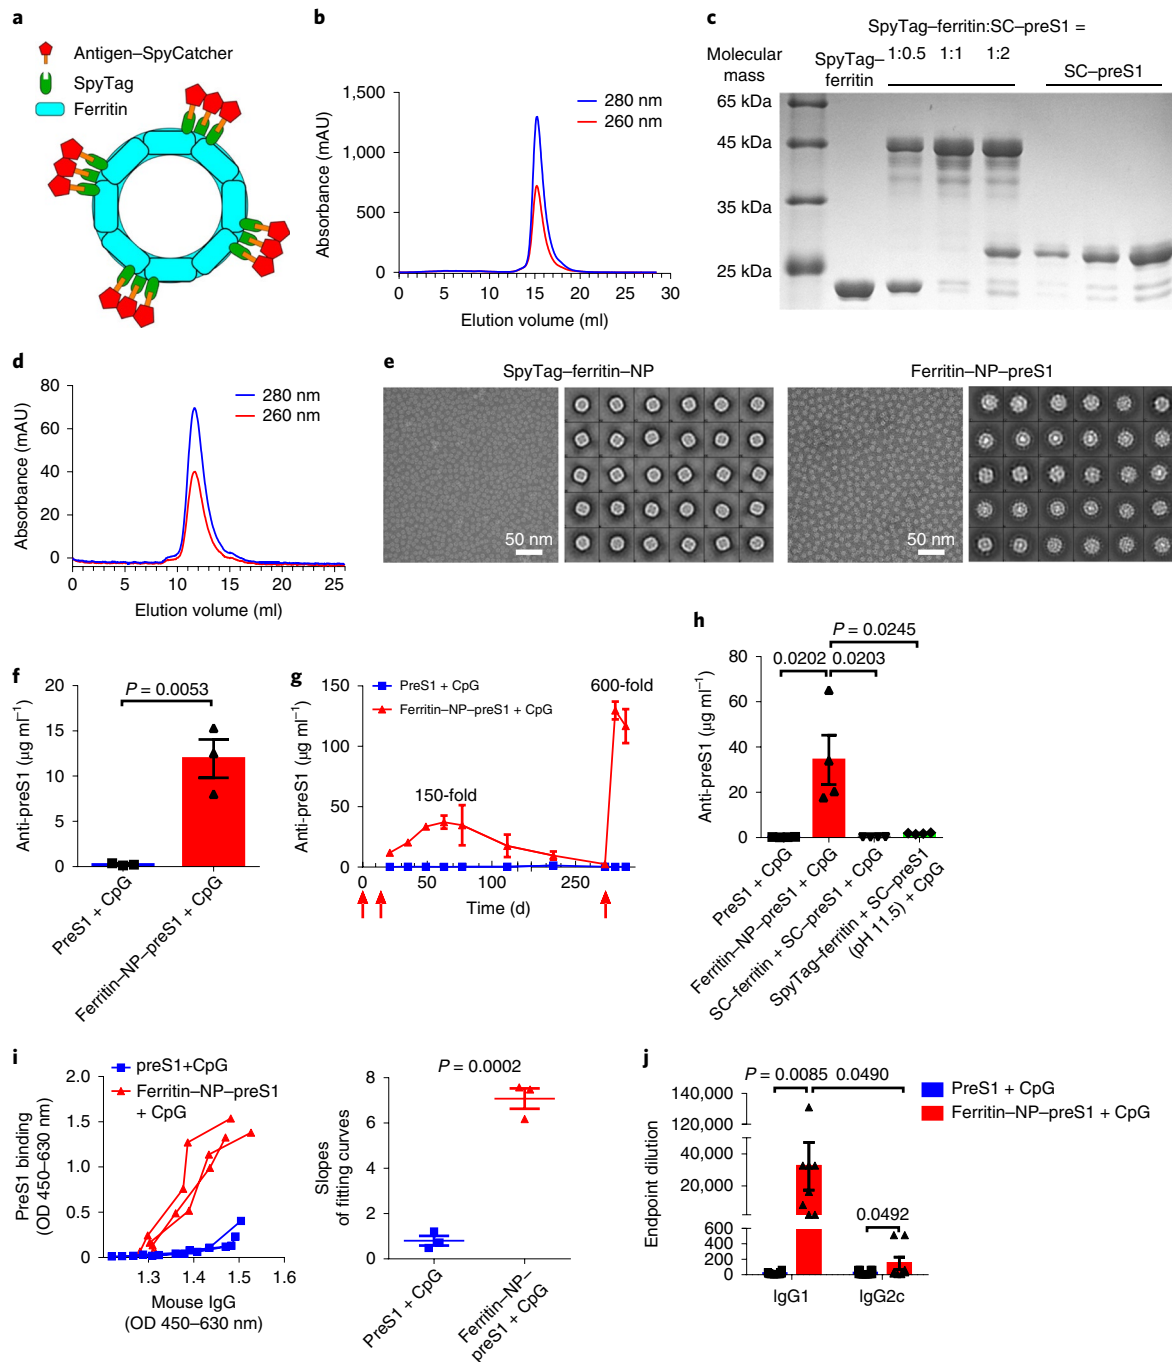 a
Antigen–SpyCatcher
SpyTag
Ferritin
b
1,500
1,000
500
0
Absorbance (mAU)
280 nm
260 nm
0 5 10 15 20 25 30
Elution volume (ml)
c
SpyTag–ferritin:SC–preS1 =
Molecular
mass
SpyTag–
ferritin
1:0.5 1:1 1:2
SC–preS1
65 kDa
45 kDa
35 kDa
25 kDa
d
80
60
40
20
0
Absorbance (mAU)
280 nm
260 nm
0 5 10 15 20 25
Elution volume (ml)
e
SpyTag–ferritin–NP
Ferritin–NP–preS1
50 nm
50 nm
f
P = 0.0053
20
15
10
5
0
Anti-preS1 (μg ml−1)
PreS1 + CpG
Ferritin–NP–preS1 + CpG
g
150
100
50
0
Anti-preS1 (μg ml−1)
PreS1 + CpG
Ferritin–NP–preS1 + CpG
600-fold
150-fold
50 100 250
Time (d)
h
P = 0.0245
0.0202 0.0203
80
60
40
20
0
Anti-preS1 (μg ml−1)
PreS1 + CpG
Ferritin–NP–preS1 + CpG
SC–ferritin + SC–preS1 + CpG
SpyTag–ferritin + SC–preS1
(pH 11.5) + CpG
i
preS1+CpG
Ferritin–NP–preS1
+ CpG
2.0
1.5
1.0
0.5
0
PreS1 binding
(OD 450–630 nm)
1.3 1.4 1.5 1.6
Mouse IgG
(OD 450–630 nm)
P = 0.0002
8
6
4
2
0
Slopes
of fitting curves
PreS1 + CpG
Ferritin–NP–
preS1 + CpG
j
P = 0.0085 0.0490
PreS1 + CpG
Ferritin–NP–preS1 + CpG
140,000
120,000
40,000
20,000
600
400
200
0
Endpoint dilution
0.0492
IgG1 IgG2c